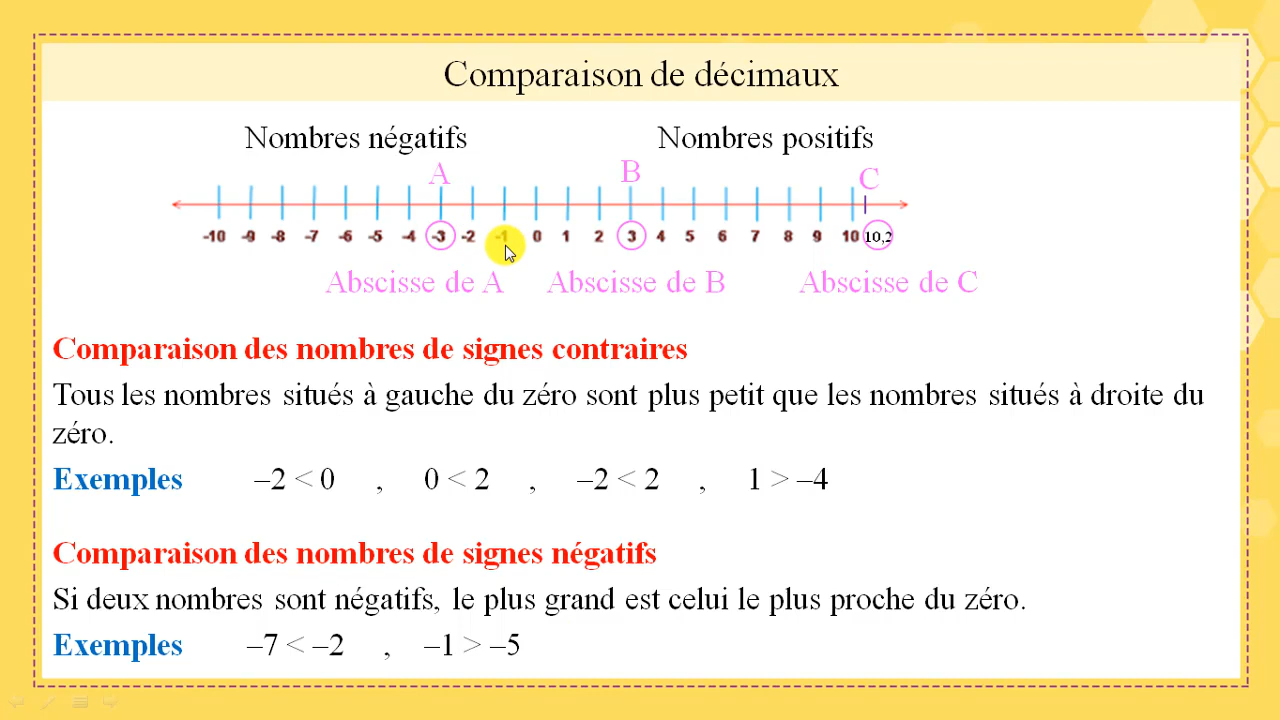 Comparaison de décimaux
Nombres négatifs Nombres positifs
A B C
-10 -9 -8 -7 -6 -5 -4 -3 -2 -1 0 1 2 3 4 5 6 7 8 9 10 10,2
Abscisse de A Abscisse de B Abscisse de C
Comparaison des nombres de signes contraires
Tous les nombres situés à gauche du zéro sont plus petit que les nombres situés à droite du
zéro.
Exemples –2 < 0 , 0 < 2 , –2 < 2 , 1 > –4
Comparaison des nombres de signes négatifs
Si deux nombres sont négatifs, le plus grand est celui le plus proche du zéro.
Exemples –7 < –2 , –1 > –5